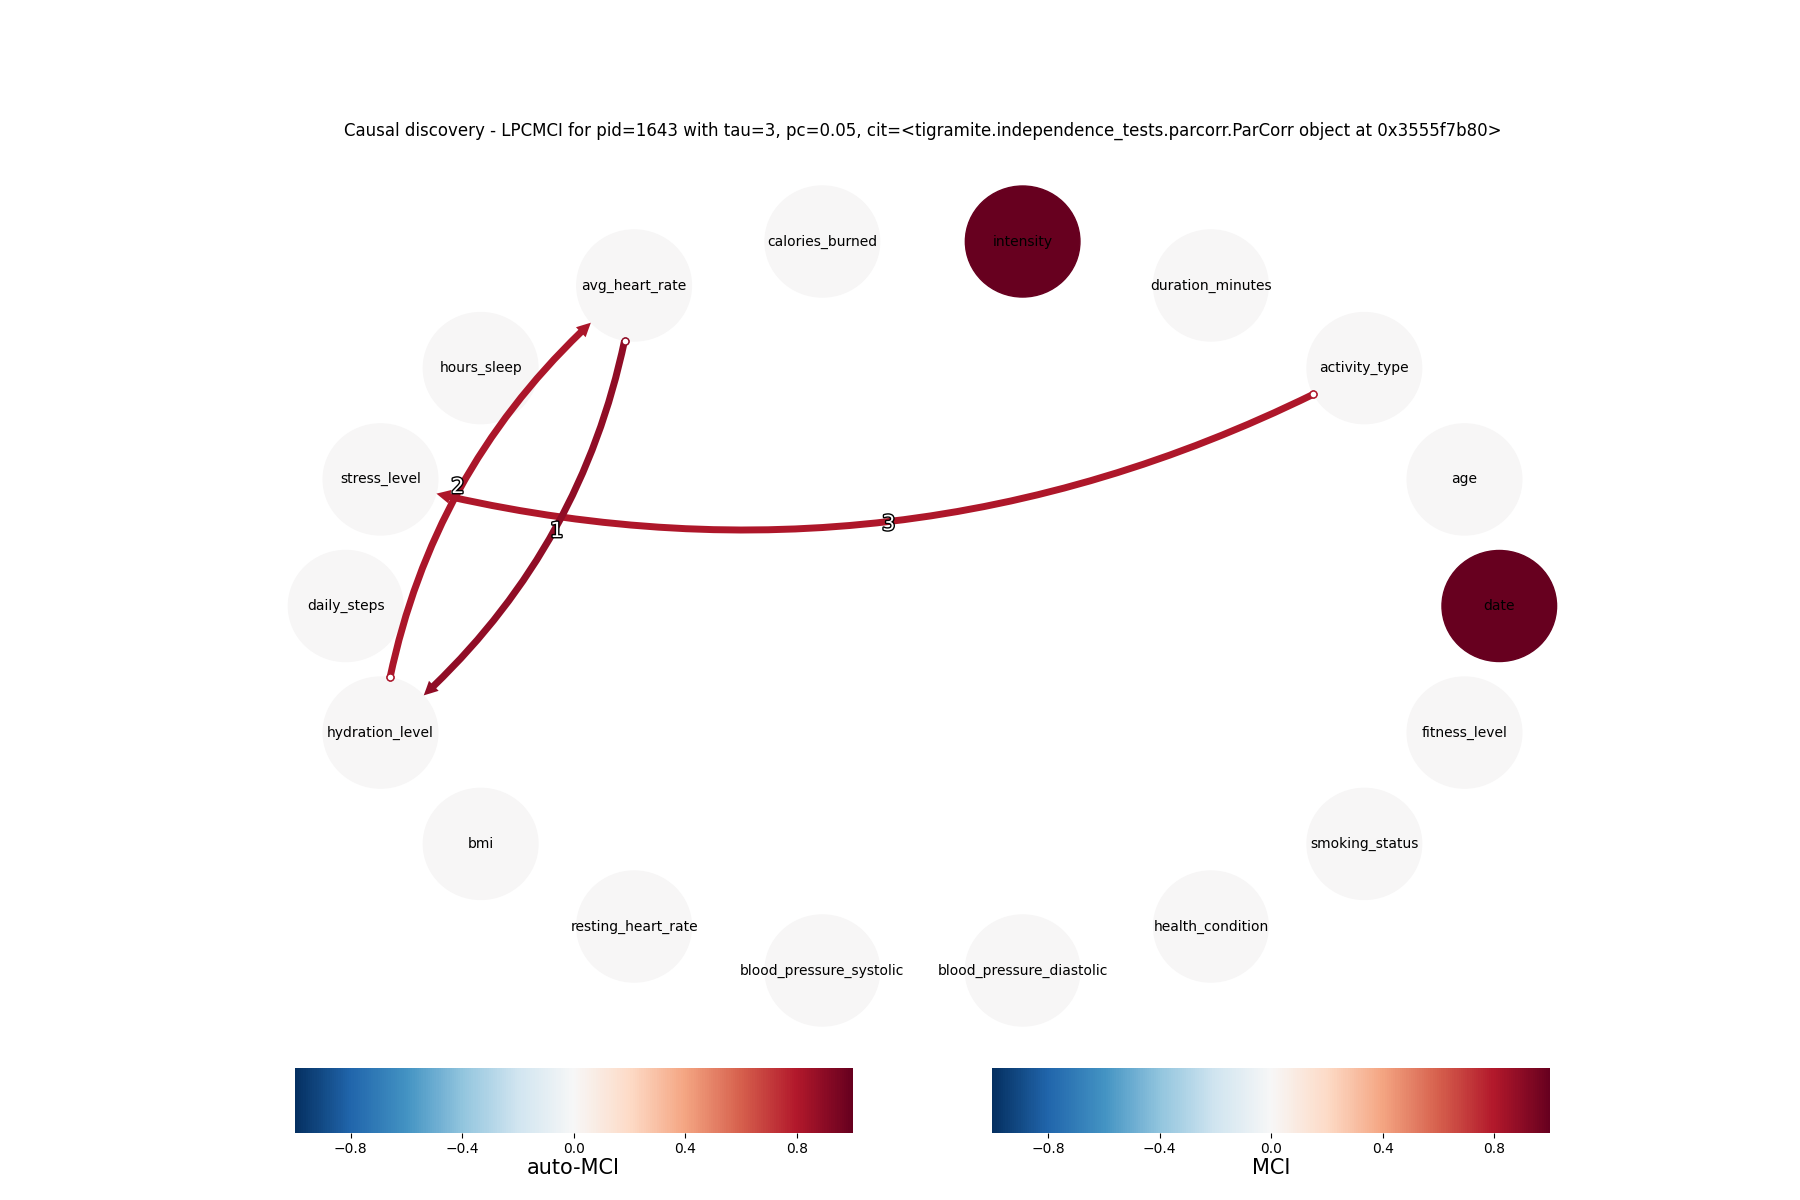 Causal discovery - LPCMCI for pid=1643 with tau=3, pc=0.05, cit=<tigramite.independence_tests.parcorr.ParCorr object at 0x3555f7b80>
calories_burned
intensity
avg_heart_rate
duration_minutes
hours_sleep
activity_type
stress_level
age
2
3
1
daily_steps
date
hydration_level
fitness_level
bmi
smoking_status
resting_heart_rate
health_condition
blood_pressure_systolic
blood_pressure_diastolic
−0.8 −0.4 0.0 0.4 0.8
auto-MCI
−0.8 −0.4 0.0 0.4 0.8
MCI